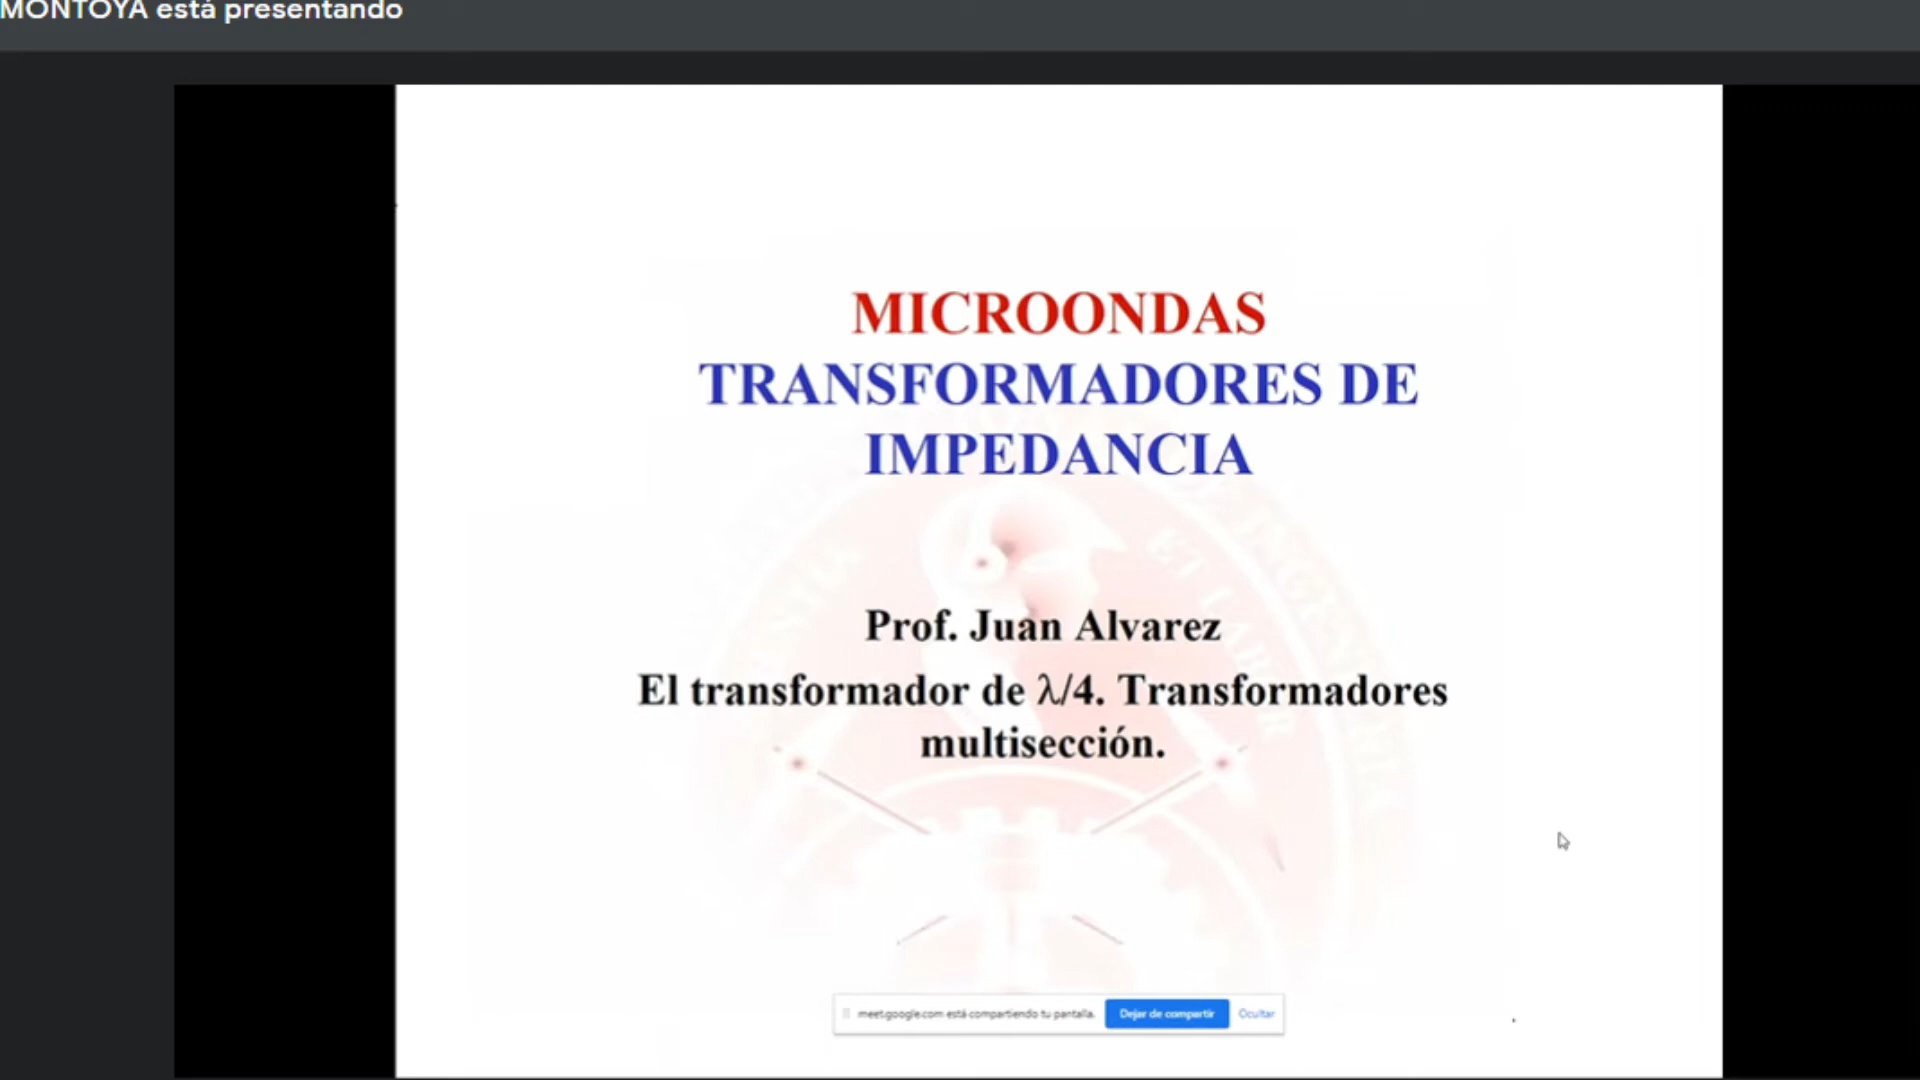 MONTOYA está presentando
MICROONDAS
TRANSFORMADORES DE
IMPEDANCIA
Prof. Juan Alvarez
El transformador de λ/4. Transformadores
multisección.
meet.google.com está compartiendo tu pantalla. Dejar de compartir Ocultar